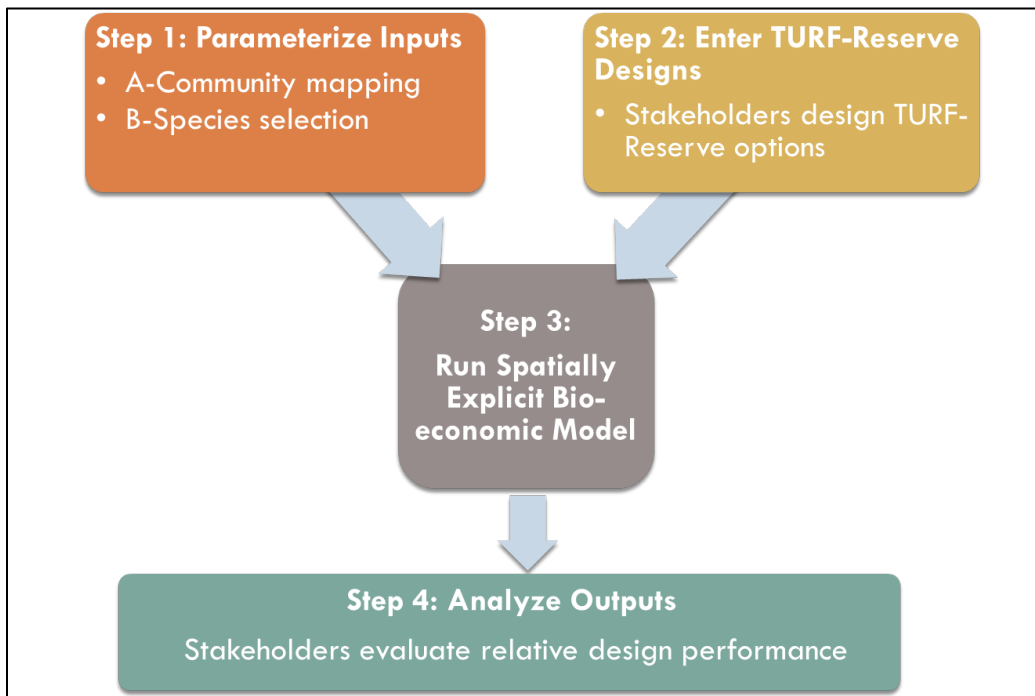 Step 1: Parameterize Inputs
• A-Community mapping
• B-Species selection
Step 2: Enter TURF-Reserve
Designs
• Stakeholders design TURF-
Reserve options
Step 3:
Run Spatially
Explicit Bio-
economic Model
Step 4: Analyze Outputs
Stakeholders evaluate relative design performance